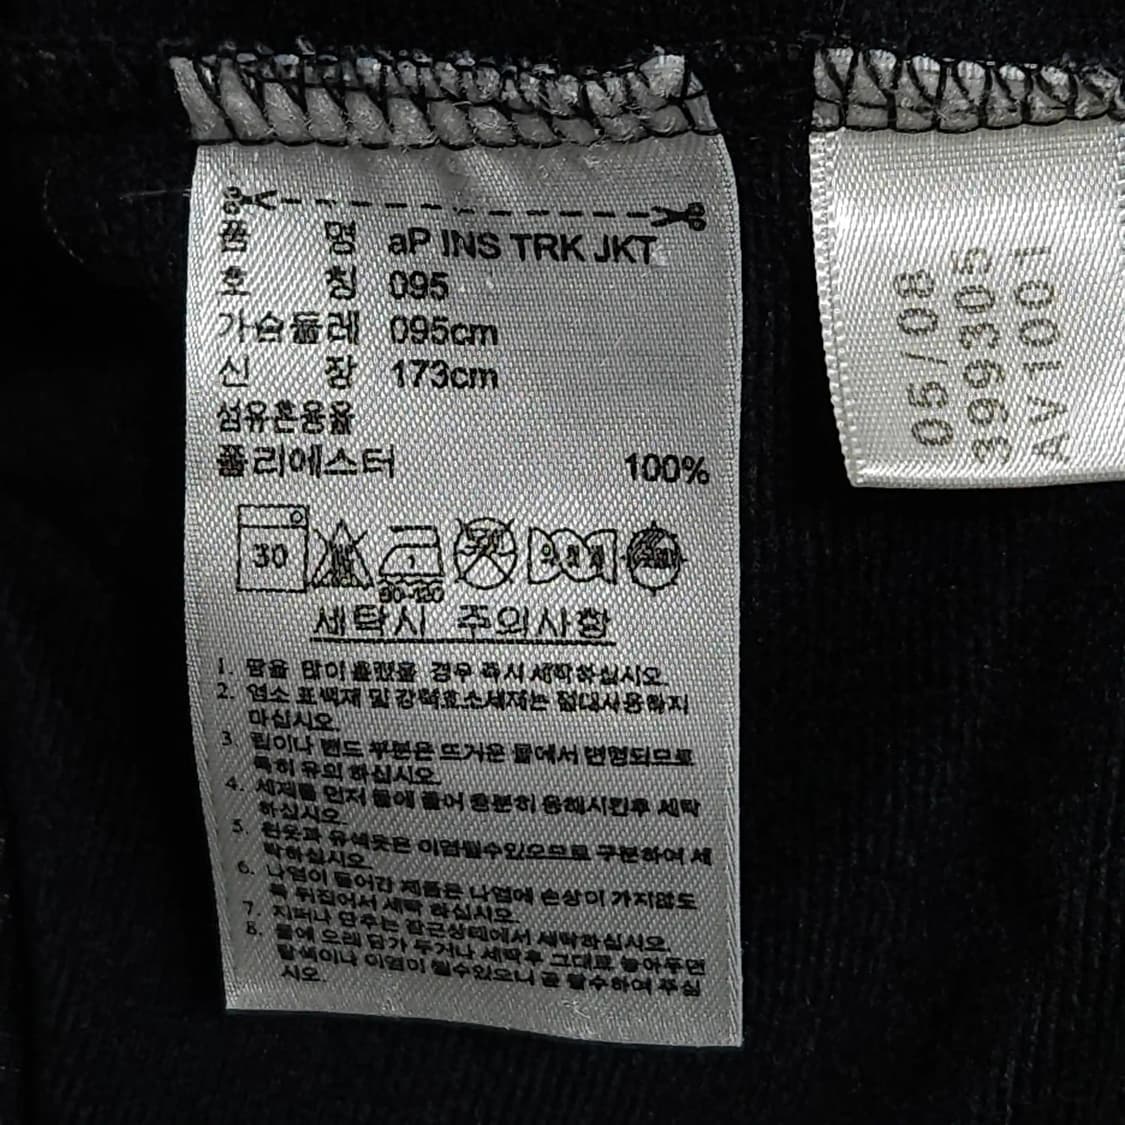 품 명 aP INS TRK JKT
호 칭 095
가슴둘레 095cm
신 장 173cm
섬유혼용율
폴리에스터 100%
30
80-120
세탁시 주의사항
1. 땀을 많이 흘렸을 경우 즉시 세탁하십시오.
2. 염소 표백제 및 강력효소세제는 절대사용하지
마십시오.
3. 립이나 밴드 부분은 뜨거운 물에서 변형되므로
특히 유의 하십시오.
4. 세제를 먼저 물에 풀어 충분히 용해시킨후 세탁
하십시오.
5. 흰옷과 유색옷은 이염될수있으므로 구분하여 세
탁하십시오.
6. 나염이 들어간 제품은 나염에 손상이 가지않도
록 뒤집어서 세탁 하십시오.
7. 지퍼나 단추는 잠근상태에서 세탁하십시오.
8. 물에 오래 담가 두거나 세탁후 그대로 놓아두면
탈색이나 이염이 될수있으니 곧 탈수하여 주십
시오.
05/08
399305
AV1001